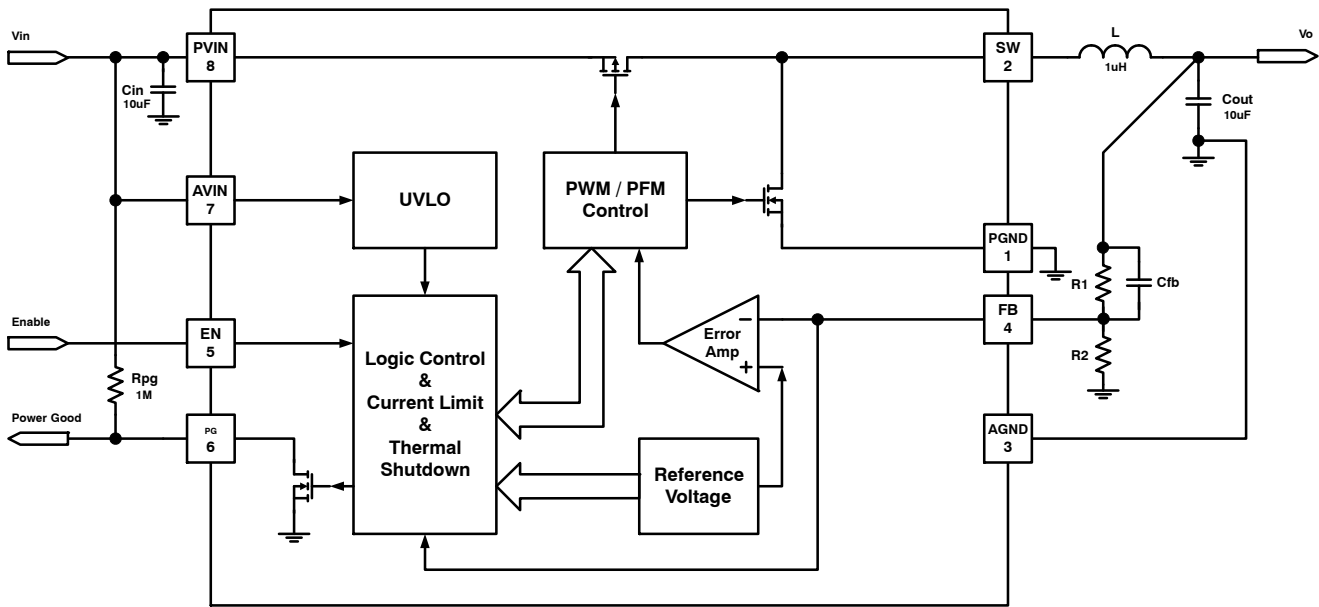 Vin
PVIN
8
Cin
10uF
SW
2
L
1uH
Vo
Cout
10uF
AVIN
7
UVLO
PWM / PFM
Control
PGND
1
R1
Cfb
Enable
EN
5
Logic Control
&
Current Limit
&
Thermal
Shutdown
Error
Amp
−
+
FB
4
R2
Rpg
1M
Power Good
PG
6
Reference
Voltage
AGND
3